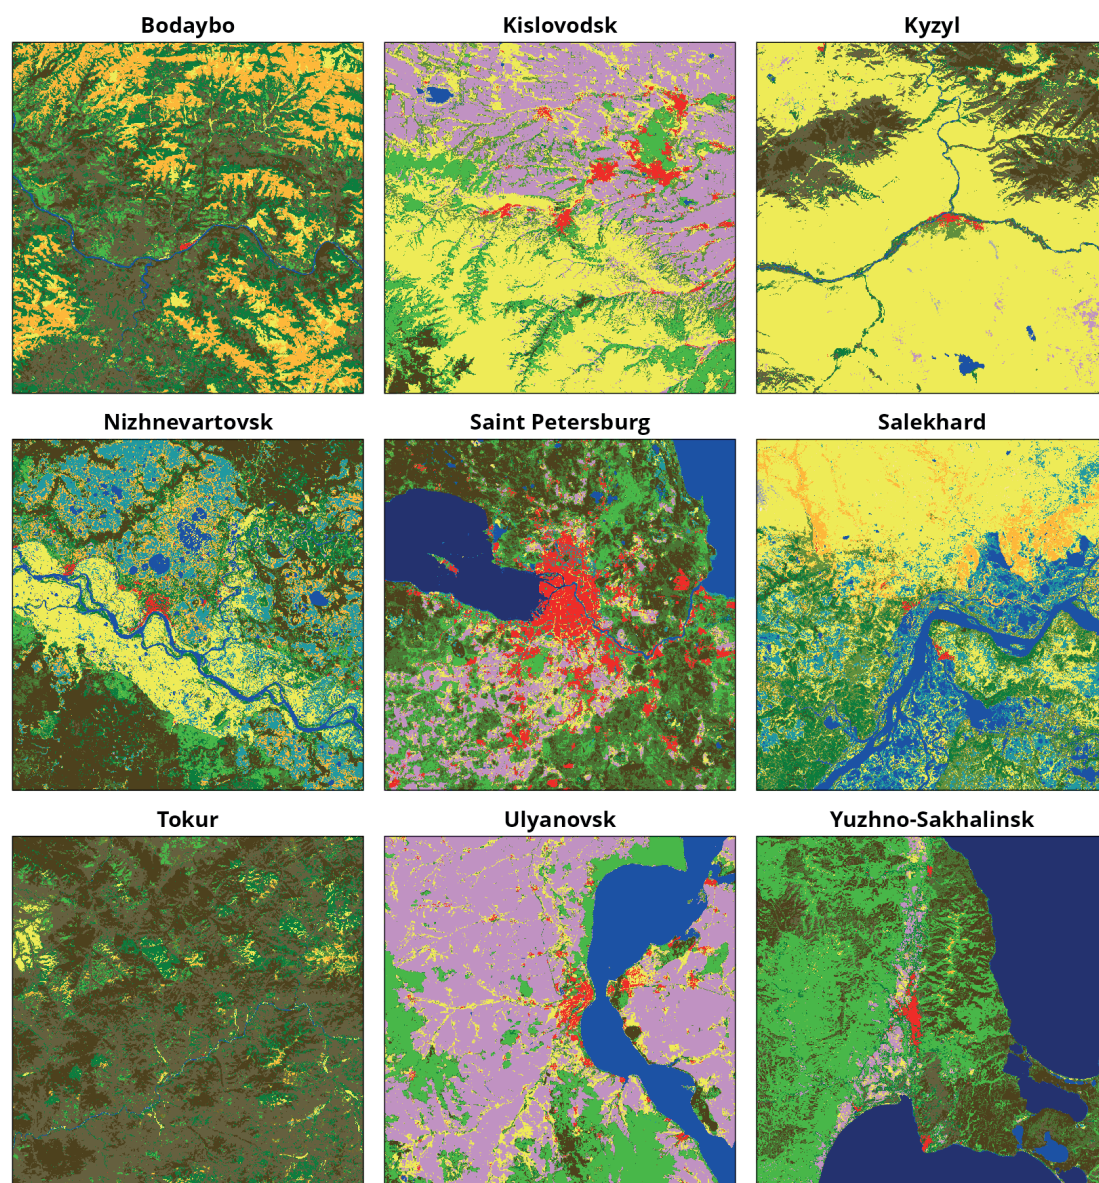 Bodaybo
Kislovodsk
Kyzyl
Nizhnevartovsk
Saint Petersburg
Salekhard
Tokur
Ulyanovsk
Yuzhno-Sakhalinsk